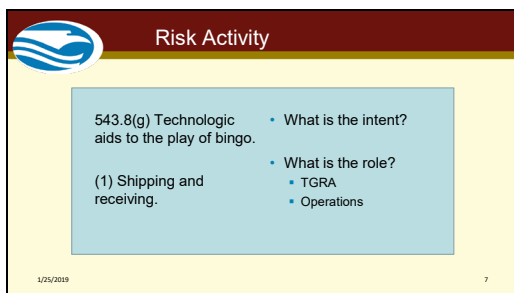 Risk Activity
543.8(g) Technologic
aids to the play of bingo.
(1) Shipping and
receiving.
• What is the intent?
• What is the role?
▪ TGRA
▪ Operations
1/25/2019
7